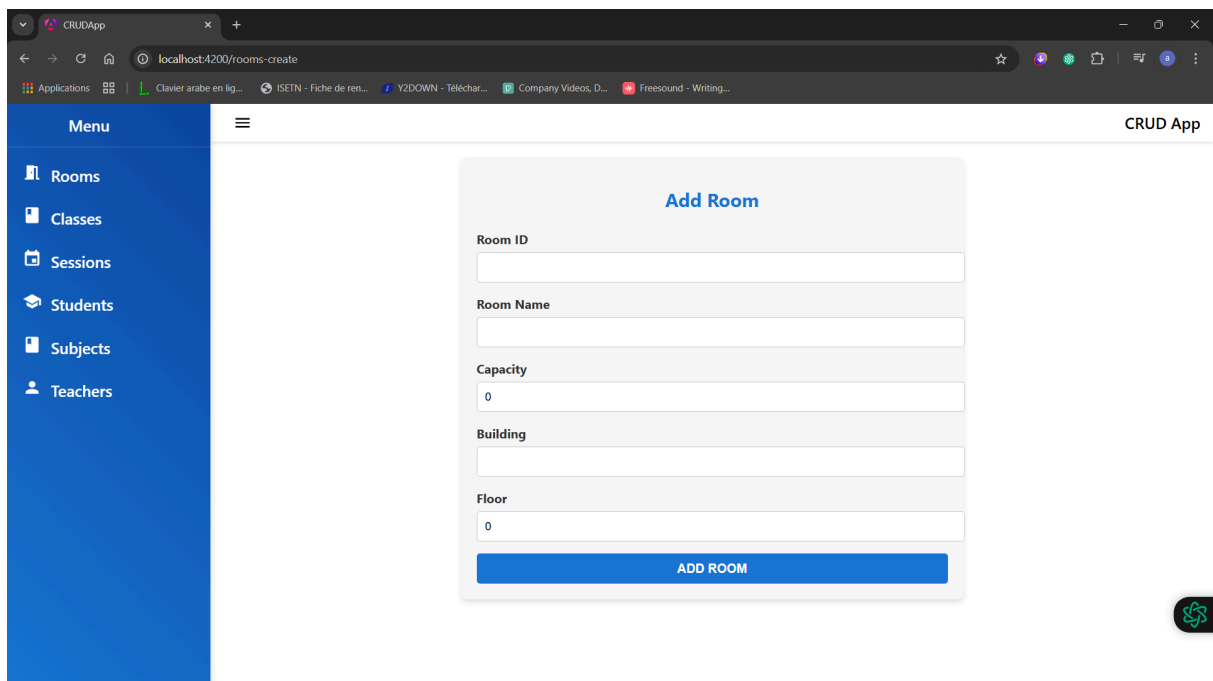 CRUDApp
localhost:4200/rooms-create
Applications
Clavier arabe en lig...
ISETN - Fiche de ren...
Y2DOWN - Téléchar...
Company Videos, D...
Freesound - Writing...
a
Menu
CRUD App
Rooms
Classes
Sessions
Students
Subjects
Teachers
Add Room
Room ID
Room Name
Capacity
0
Building
Floor
0
ADD ROOM